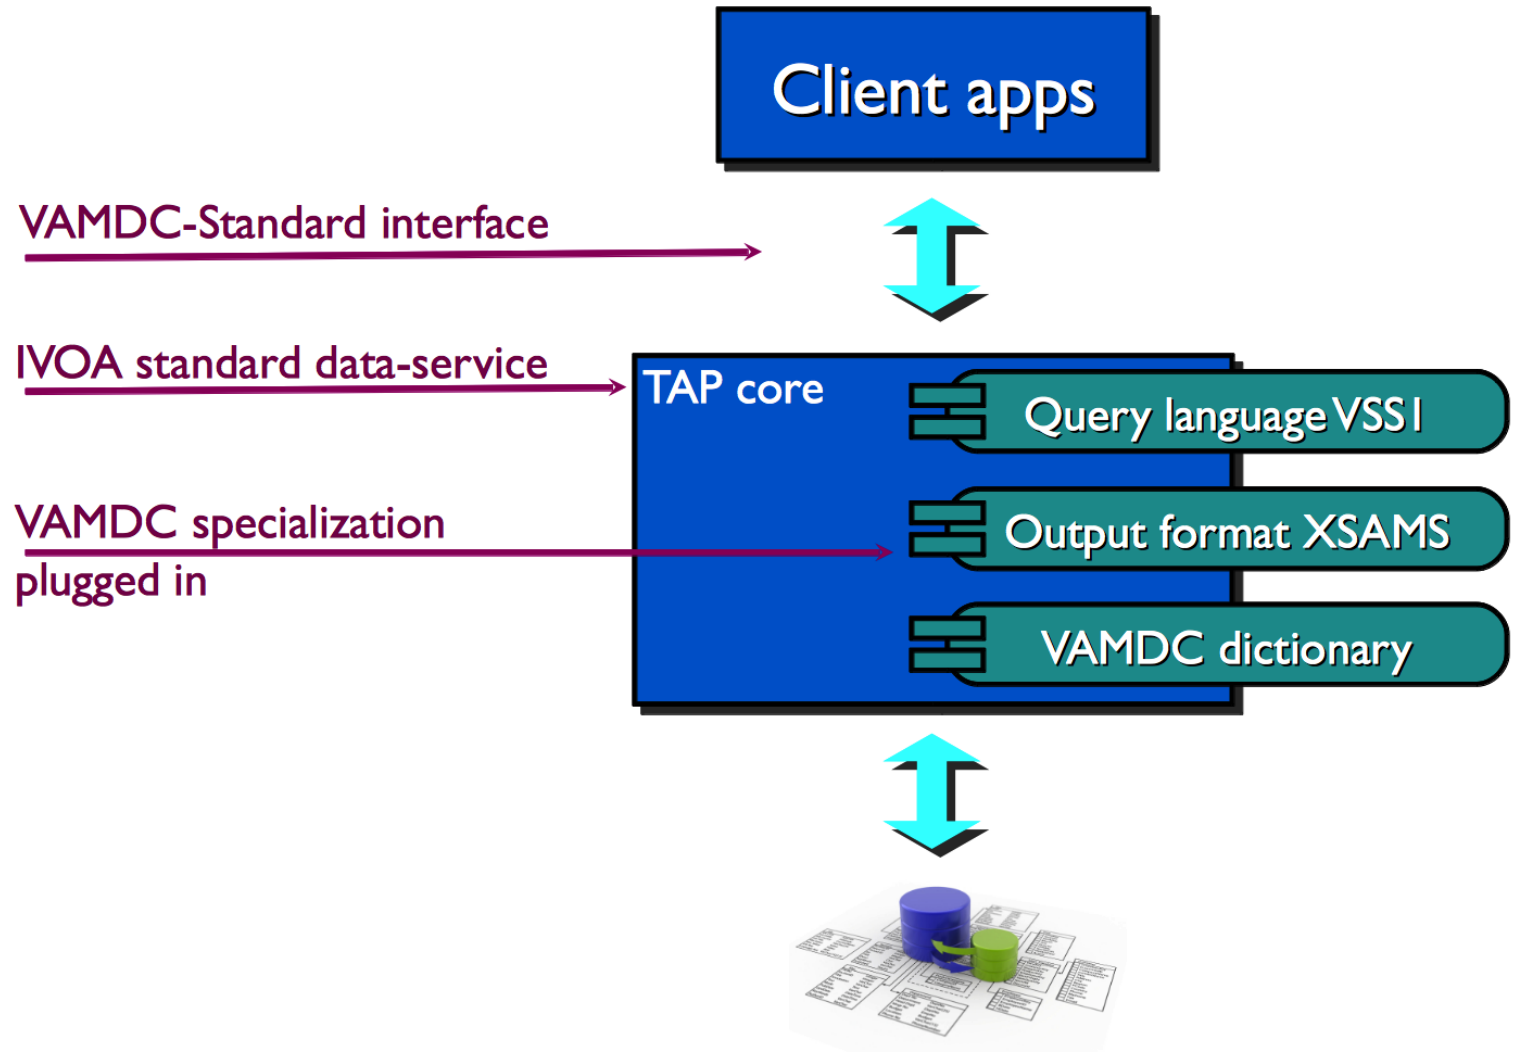 Client apps
VAMDC-Standard interface
IVOA standard data-service
TAP core
Query language VSS1
VAMDC specialization
plugged in
Output format XSAMS
VAMDC dictionary